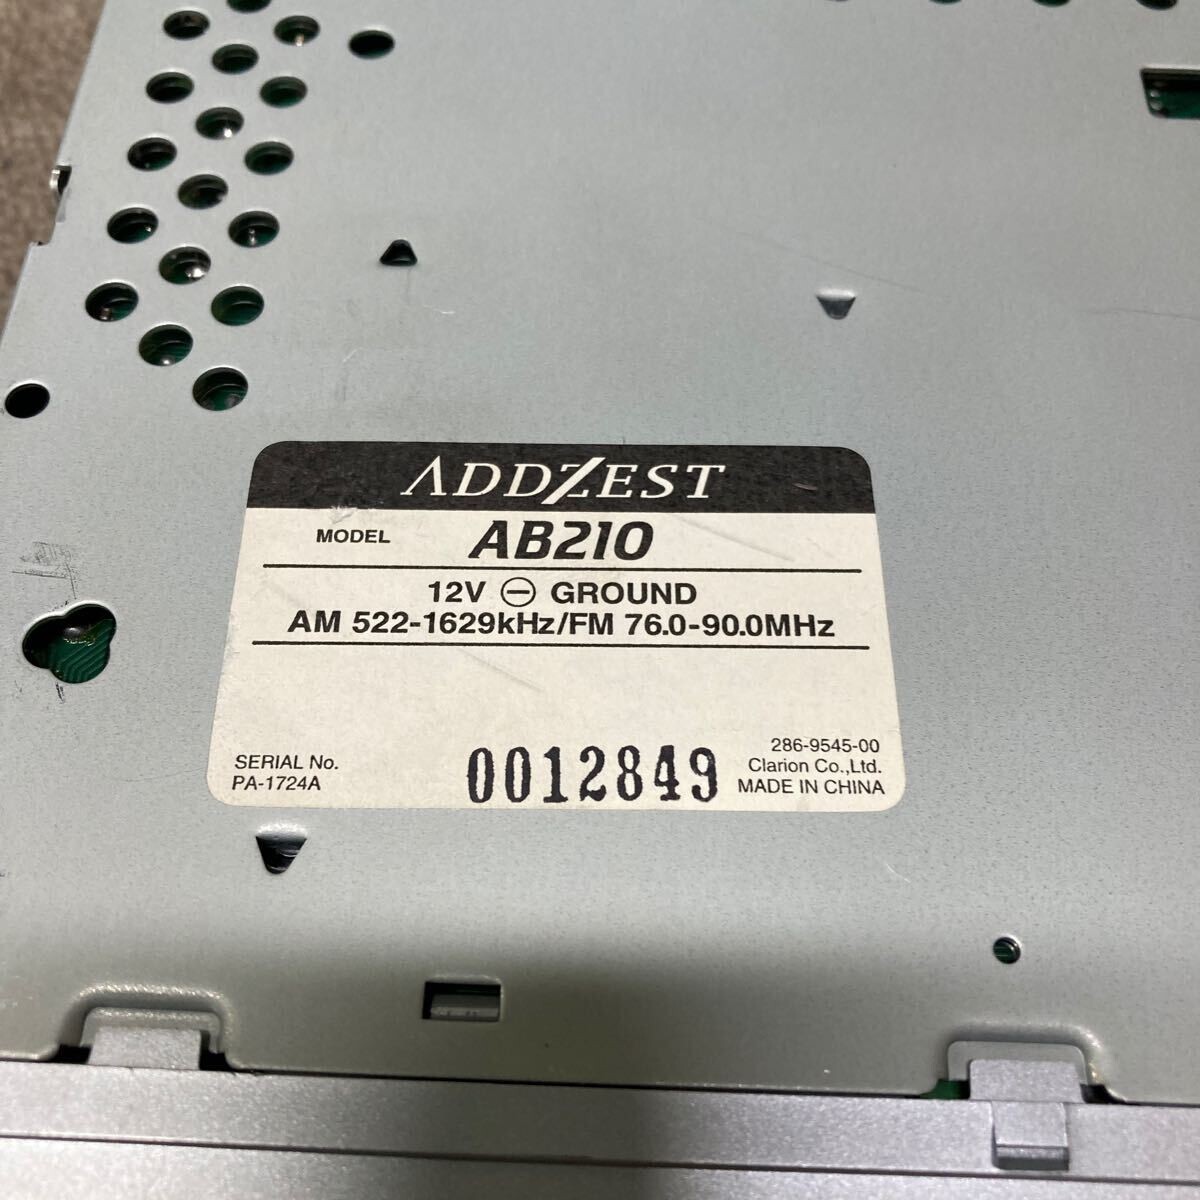 ADDZEST
MODEL AB210
12V ⊖ GROUND
AM 522-1629kHz/FM 76.0-90.0MHz
SERIAL No.
PA-1724A
0012849
286-9545-00
Clarion Co.,Ltd.
MADE IN CHINA